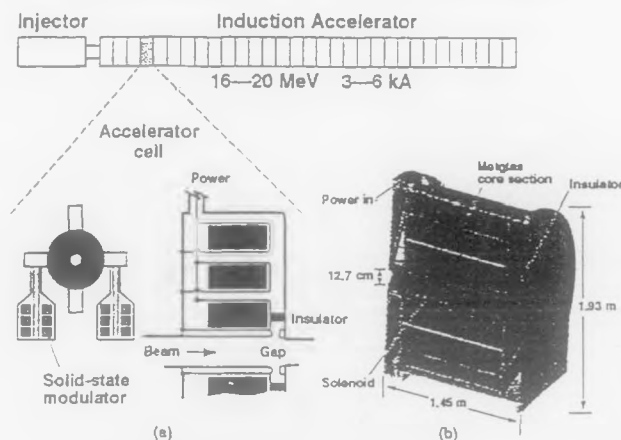 Injector
Induction Accelerator
16—20 MeV   3—6 kA
Accelerator
cell
Power
Insulator
Beam
Gap
Solid-state
modulator
(a)
Metglas
core section
Insulator
Power in
12.7 cm
1.93 m
Solenoid
1.45 m
(b)